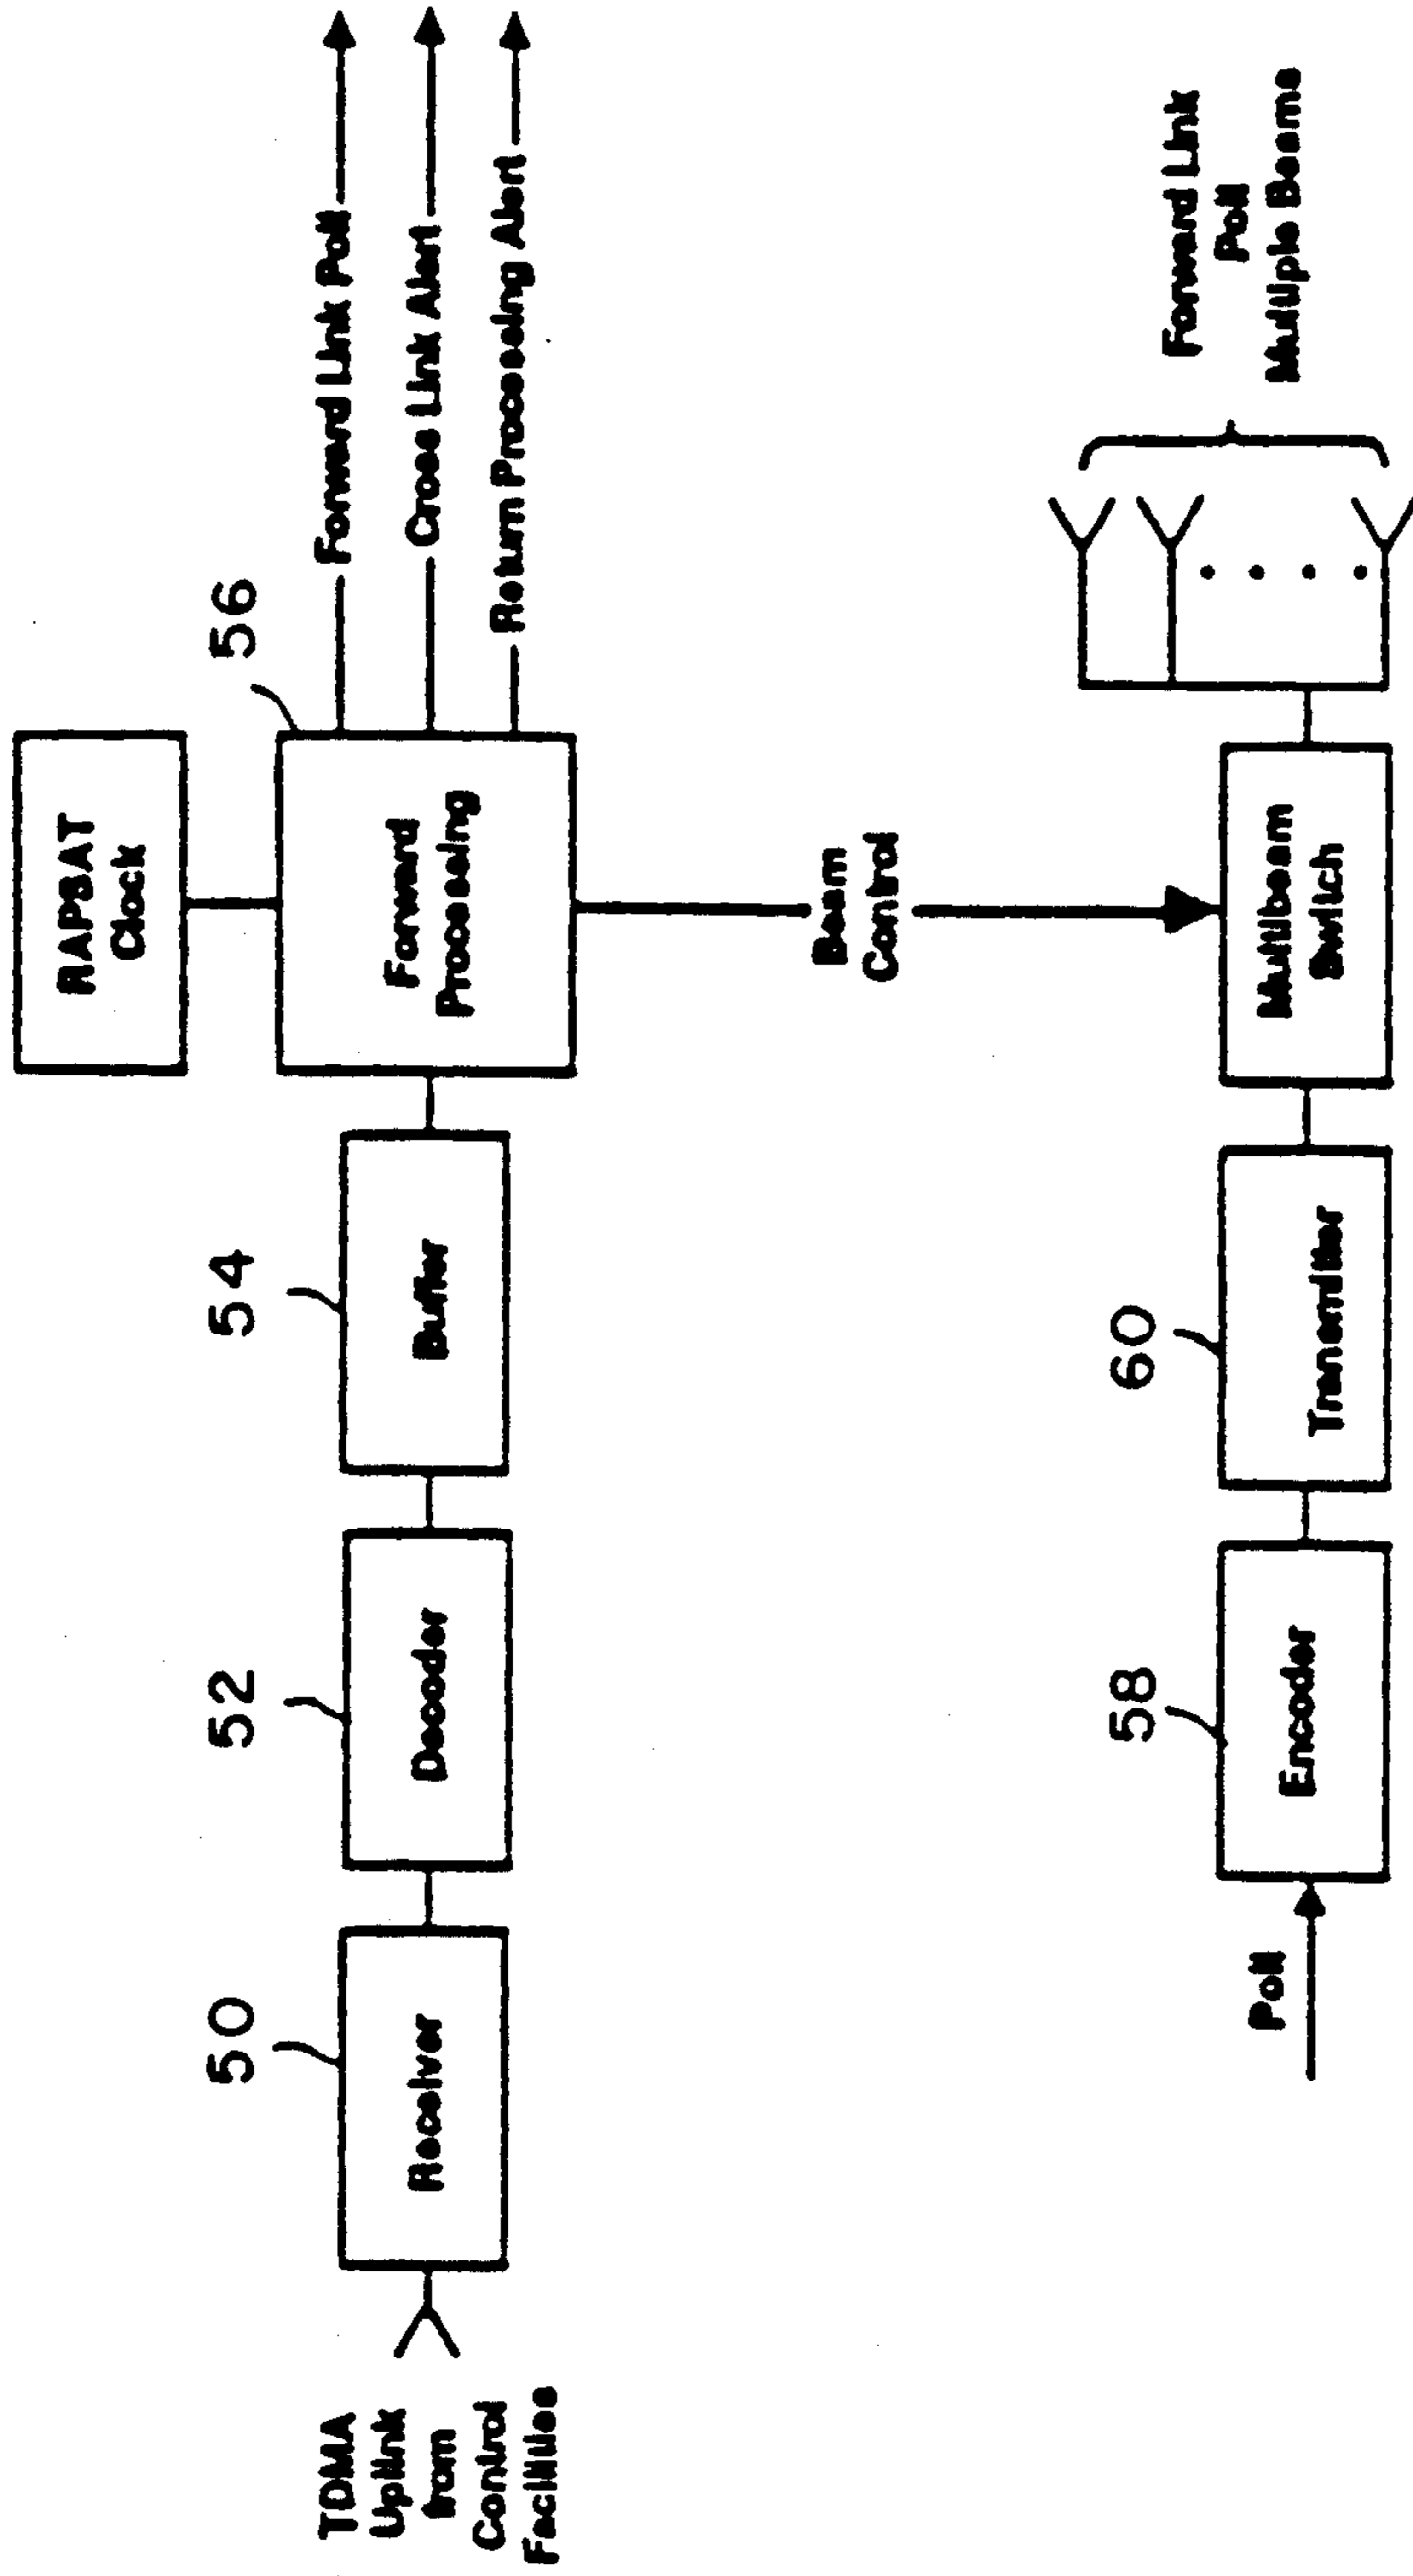 RAPSAT
Clock
56
54
52
50
TDMA
Uplink
from
Control
Facilities
Receiver
Decoder
Buffer
Forward
Processing
Forward Link Poll
Cross Link Alert
Return Processing Alert
Beam
Control
58
60
Poll
Encoder
Transmitter
Multibeam
Switch
Forward Link
Poll
Multiple Beams